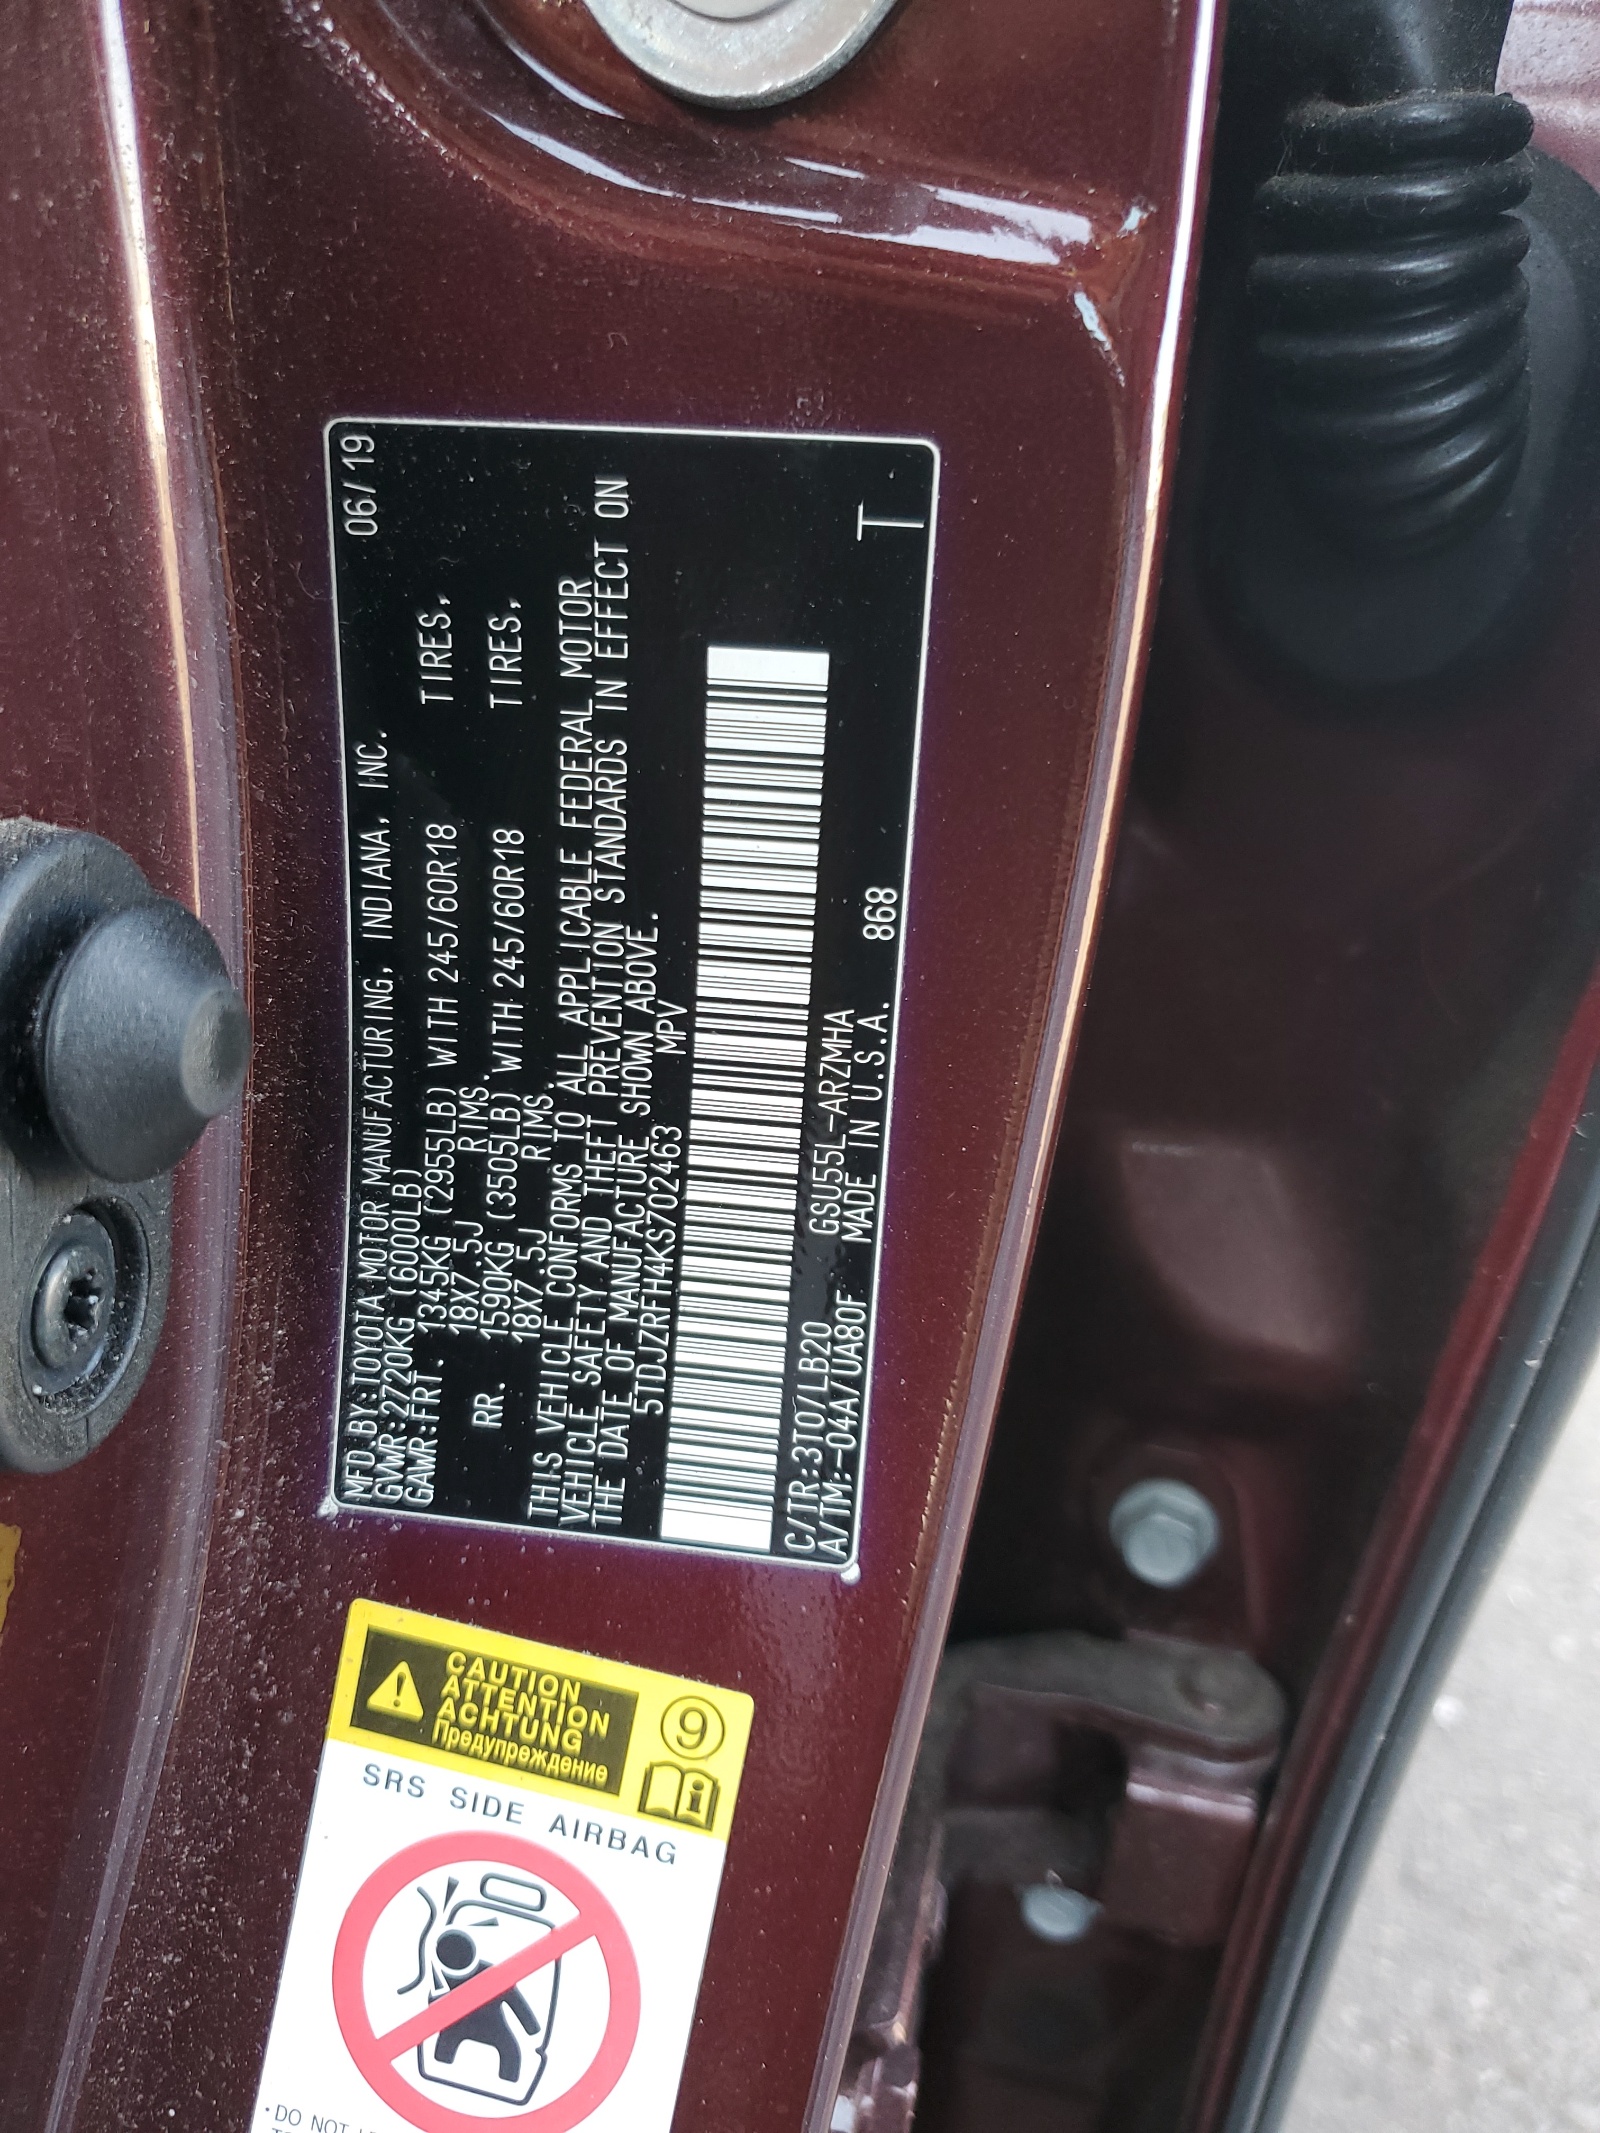 MFD.BY:TOYOTA MOTOR MANUFACTURING, INDIANA, INC. 06/19
GVWR:2720KG (6000LB)
GAWR:FRT. 1345KG (2955LB) WITH 245/60R18 TIRES,
18X7.5J RIMS.
RR. 1590KG (3505LB) WITH 245/60R18 TIRES,
18X7.5J RIMS.
THIS VEHICLE CONFORMS TO ALL APPLICABLE FEDERAL MOTOR
VEHICLE SAFETY AND THEFT PREVENTION STANDARDS IN EFFECT ON
THE DATE OF MANUFACTURE SHOWN ABOVE.
5TDJZRFH4KS702463 MPV
C/TR:3T0/LB20 GSU55L-ARZMHA
A/TM:-04A/UA80F MADE IN U.S.A. 868
T
CAUTION
ATTENTION
ACHTUNG
Предупреждение
9
i
SRS SIDE AIRBAG
•DO NOT